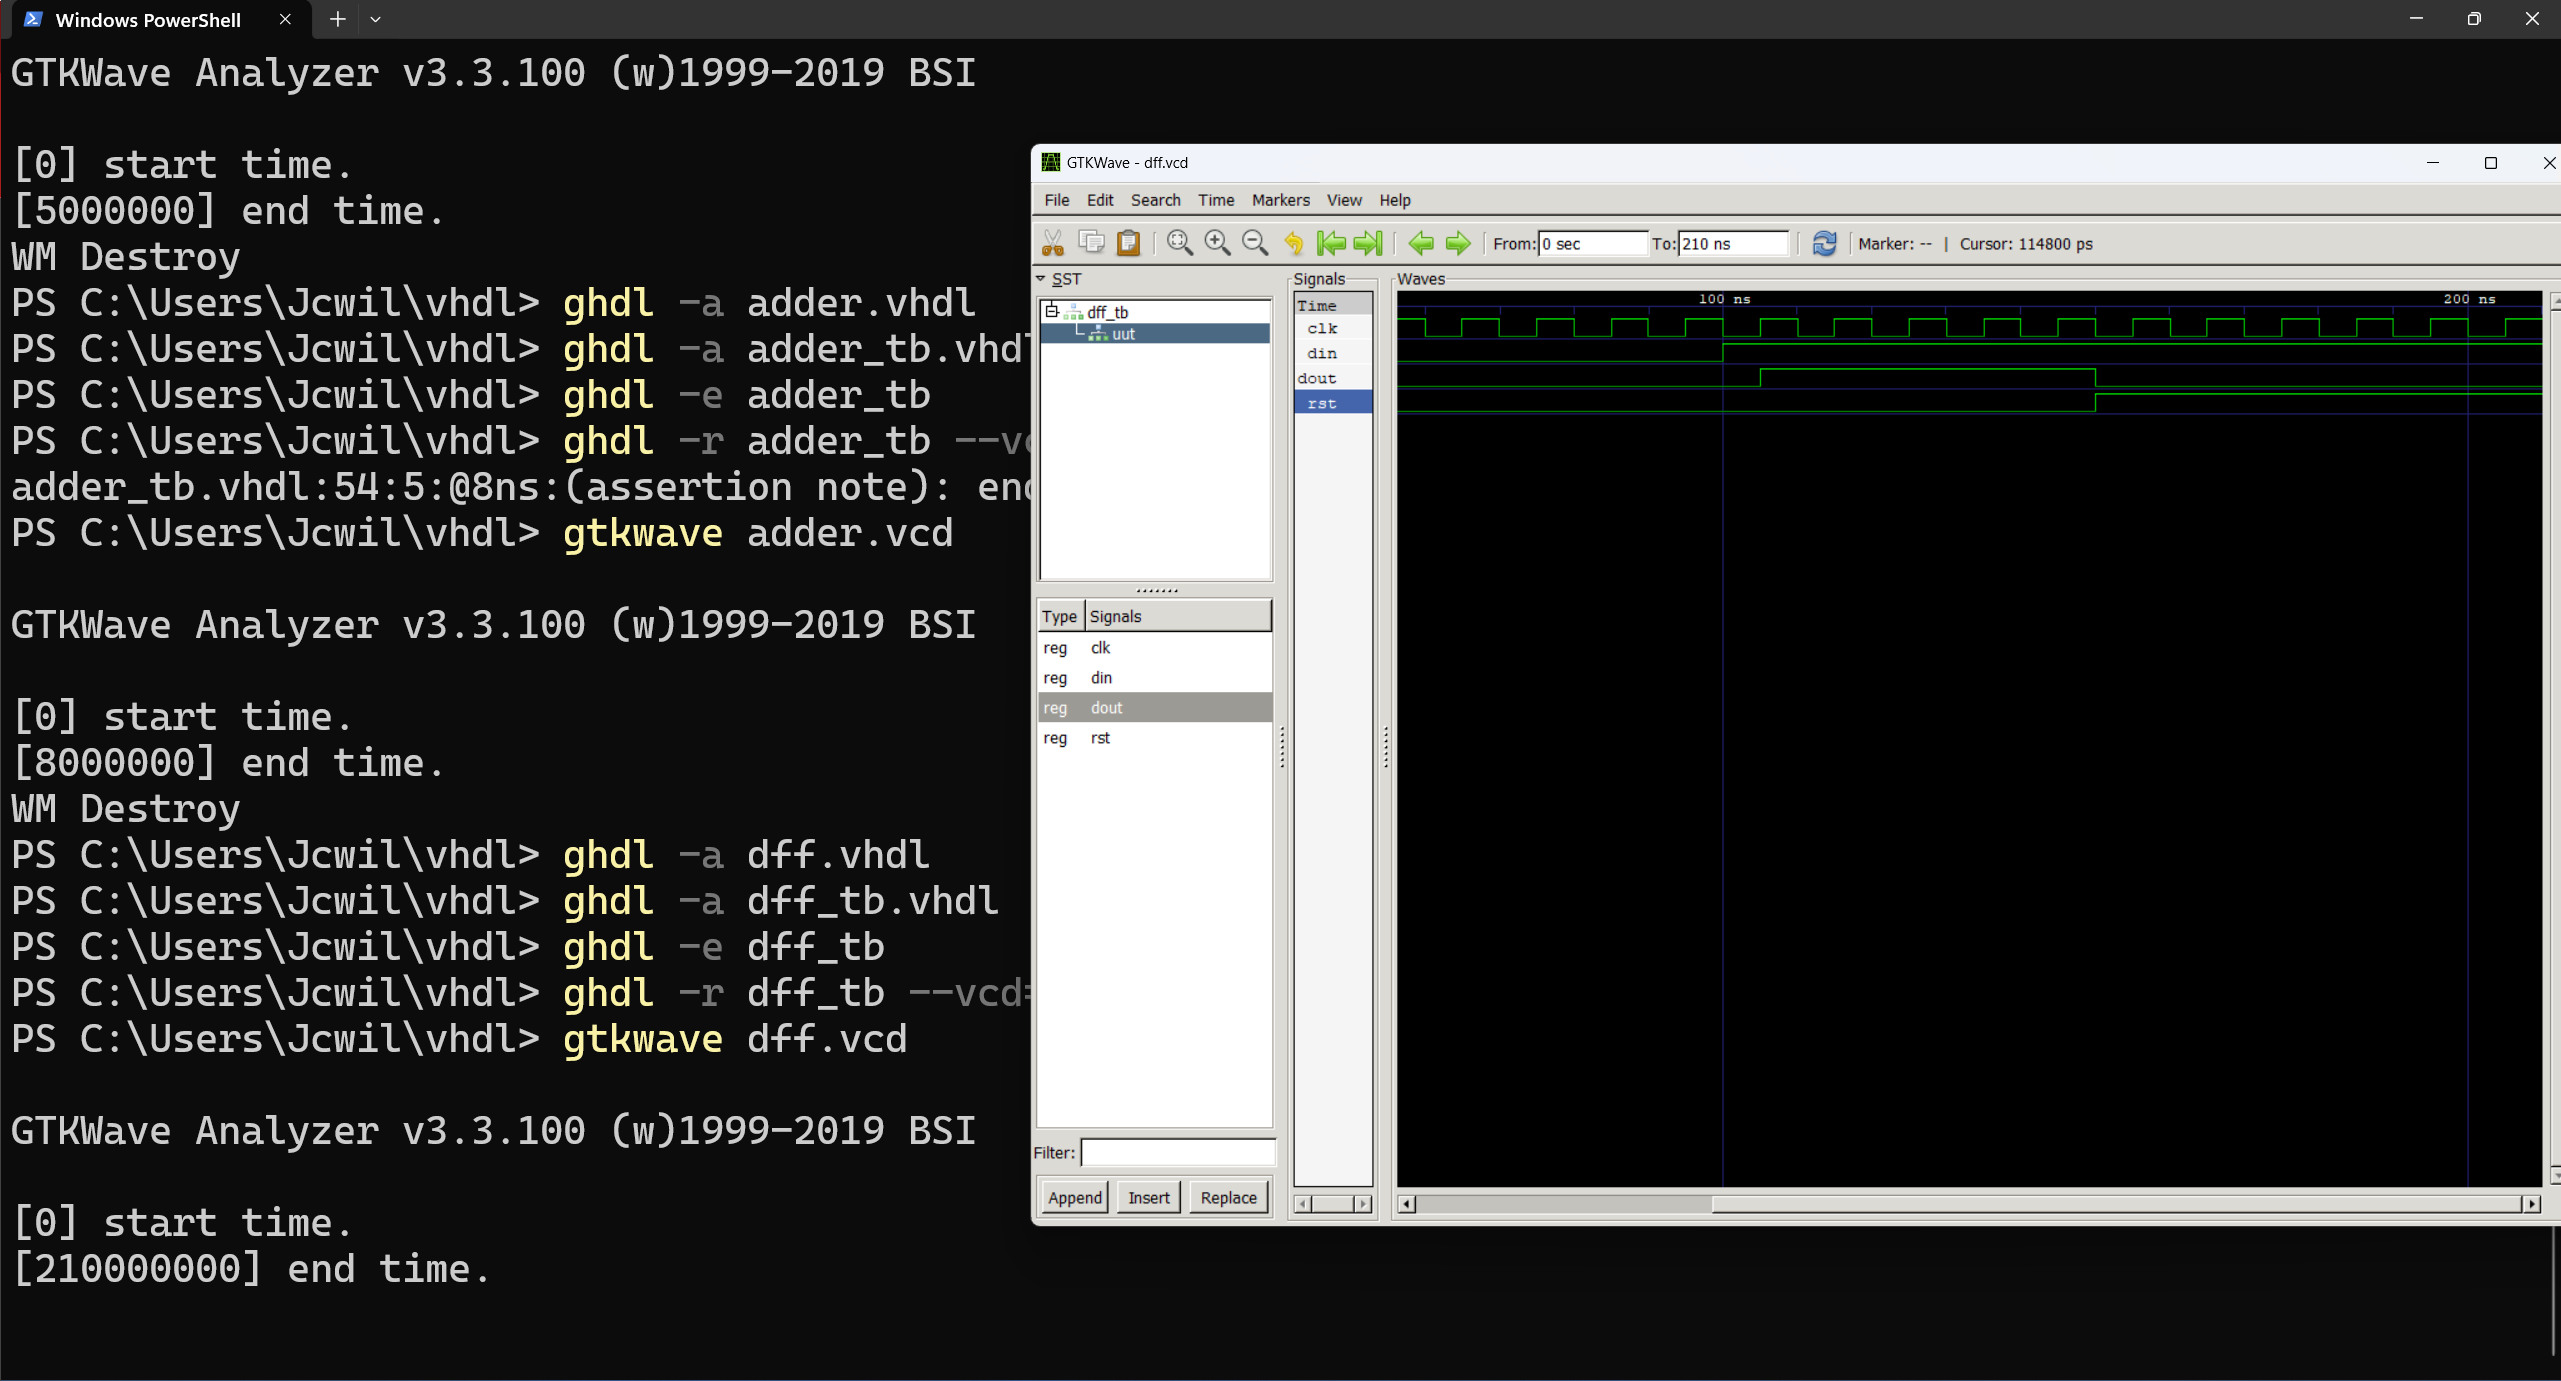 Windows PowerShell
GTKWave Analyzer v3.3.100 (w)1999-2019 BSI
[0] start time.
[5000000] end time.
WM Destroy
PS C:\Users\Jcwil\vhdl> ghdl -a adder.vhdl
PS C:\Users\Jcwil\vhdl> ghdl -a adder_tb.vhdl
PS C:\Users\Jcwil\vhdl> ghdl -e adder_tb
PS C:\Users\Jcwil\vhdl> ghdl -r adder_tb
adder_tb.vhdl:54:5:@8ns:(assertion note):
PS C:\Users\Jcwil\vhdl> gtkwave adder.vcd
GTKWave Analyzer v3.3.100 (w)1999-2019 BSI
[0] start time.
[8000000] end time.
WM Destroy
PS C:\Users\Jcwil\vhdl> ghdl -a dff.vhdl
PS C:\Users\Jcwil\vhdl> ghdl -a dff_tb.vhdl
PS C:\Users\Jcwil\vhdl> ghdl -e dff_tb
PS C:\Users\Jcwil\vhdl> ghdl -r dff_tb --vcd=
PS C:\Users\Jcwil\vhdl> gtkwave dff.vcd
GTKWave Analyzer v3.3.100 (w)1999-2019 BSI
[0] start time.
[210000000] end time.
GTKWave - dff.vcd
File Edit Search Time Markers View Help
From: 0 sec To: 210 ns Marker: -- | Cursor: 114800 ps
SST
dff_tb
uut
Type Signals
reg clk
reg din
reg dout
reg rst
Filter:
Append Insert Replace
Signals
Time
clk
din
dout
rst
Waves
100 ns 200 ns